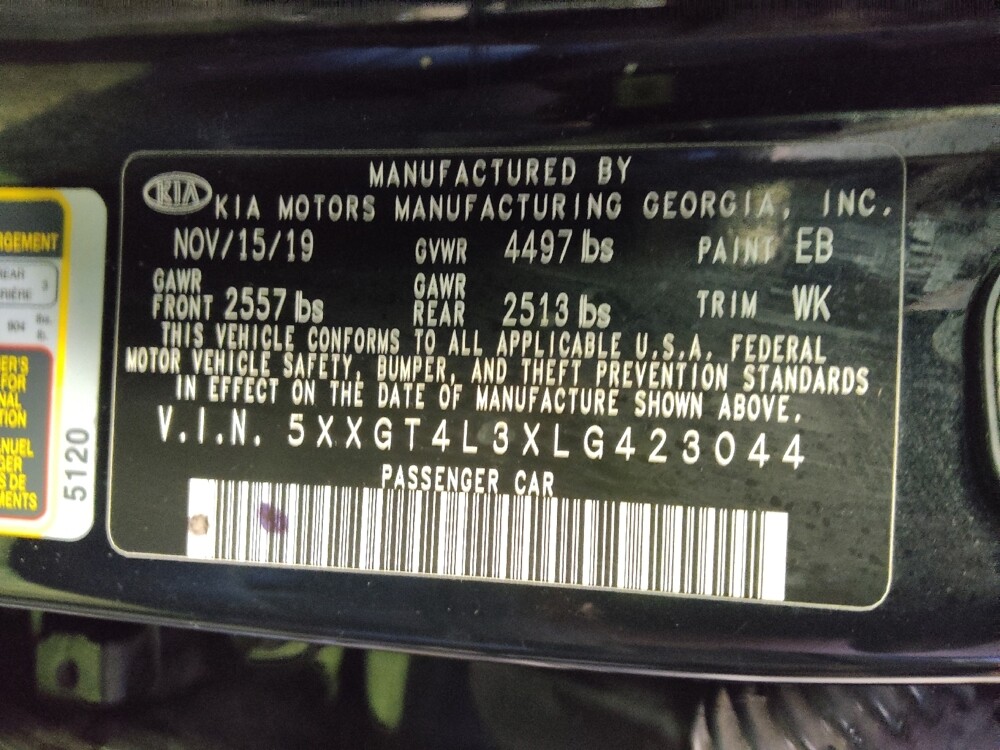 MANUFACTURED BY
KIA KIA MOTORS MANUFACTURING GEORGIA, INC.
NOV/15/19 GVWR 4497 lbs PAINT EB
GAWR FRONT 2557 lbs GAWR REAR 2513 lbs TRIM WK
THIS VEHICLE CONFORMS TO ALL APPLICABLE U.S.A. FEDERAL
MOTOR VEHICLE SAFETY, BUMPER, AND THEFT PREVENTION STANDARDS
IN EFFECT ON THE DATE OF MANUFACTURE SHOWN ABOVE.
V.I.N. 5XXGT4L3XLG423044
PASSENGER CAR
5120